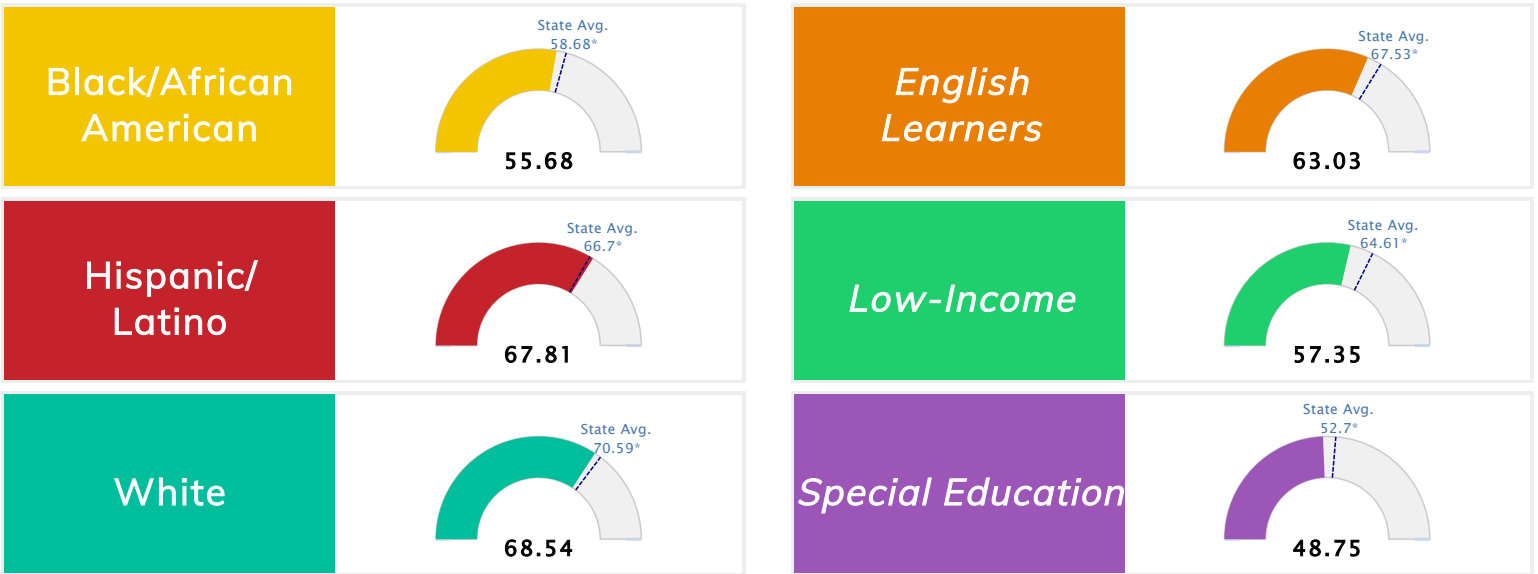 Black/African
American
State Avg.
58.68*
55.68
English
Learners
State Avg.
67.53*
63.03
Hispanic/
Latino
State Avg.
66.7*
67.81
Low-Income
State Avg.
64.61*
57.35
White
State Avg.
70.59*
68.54
Special Education
State Avg.
52.7*
48.75